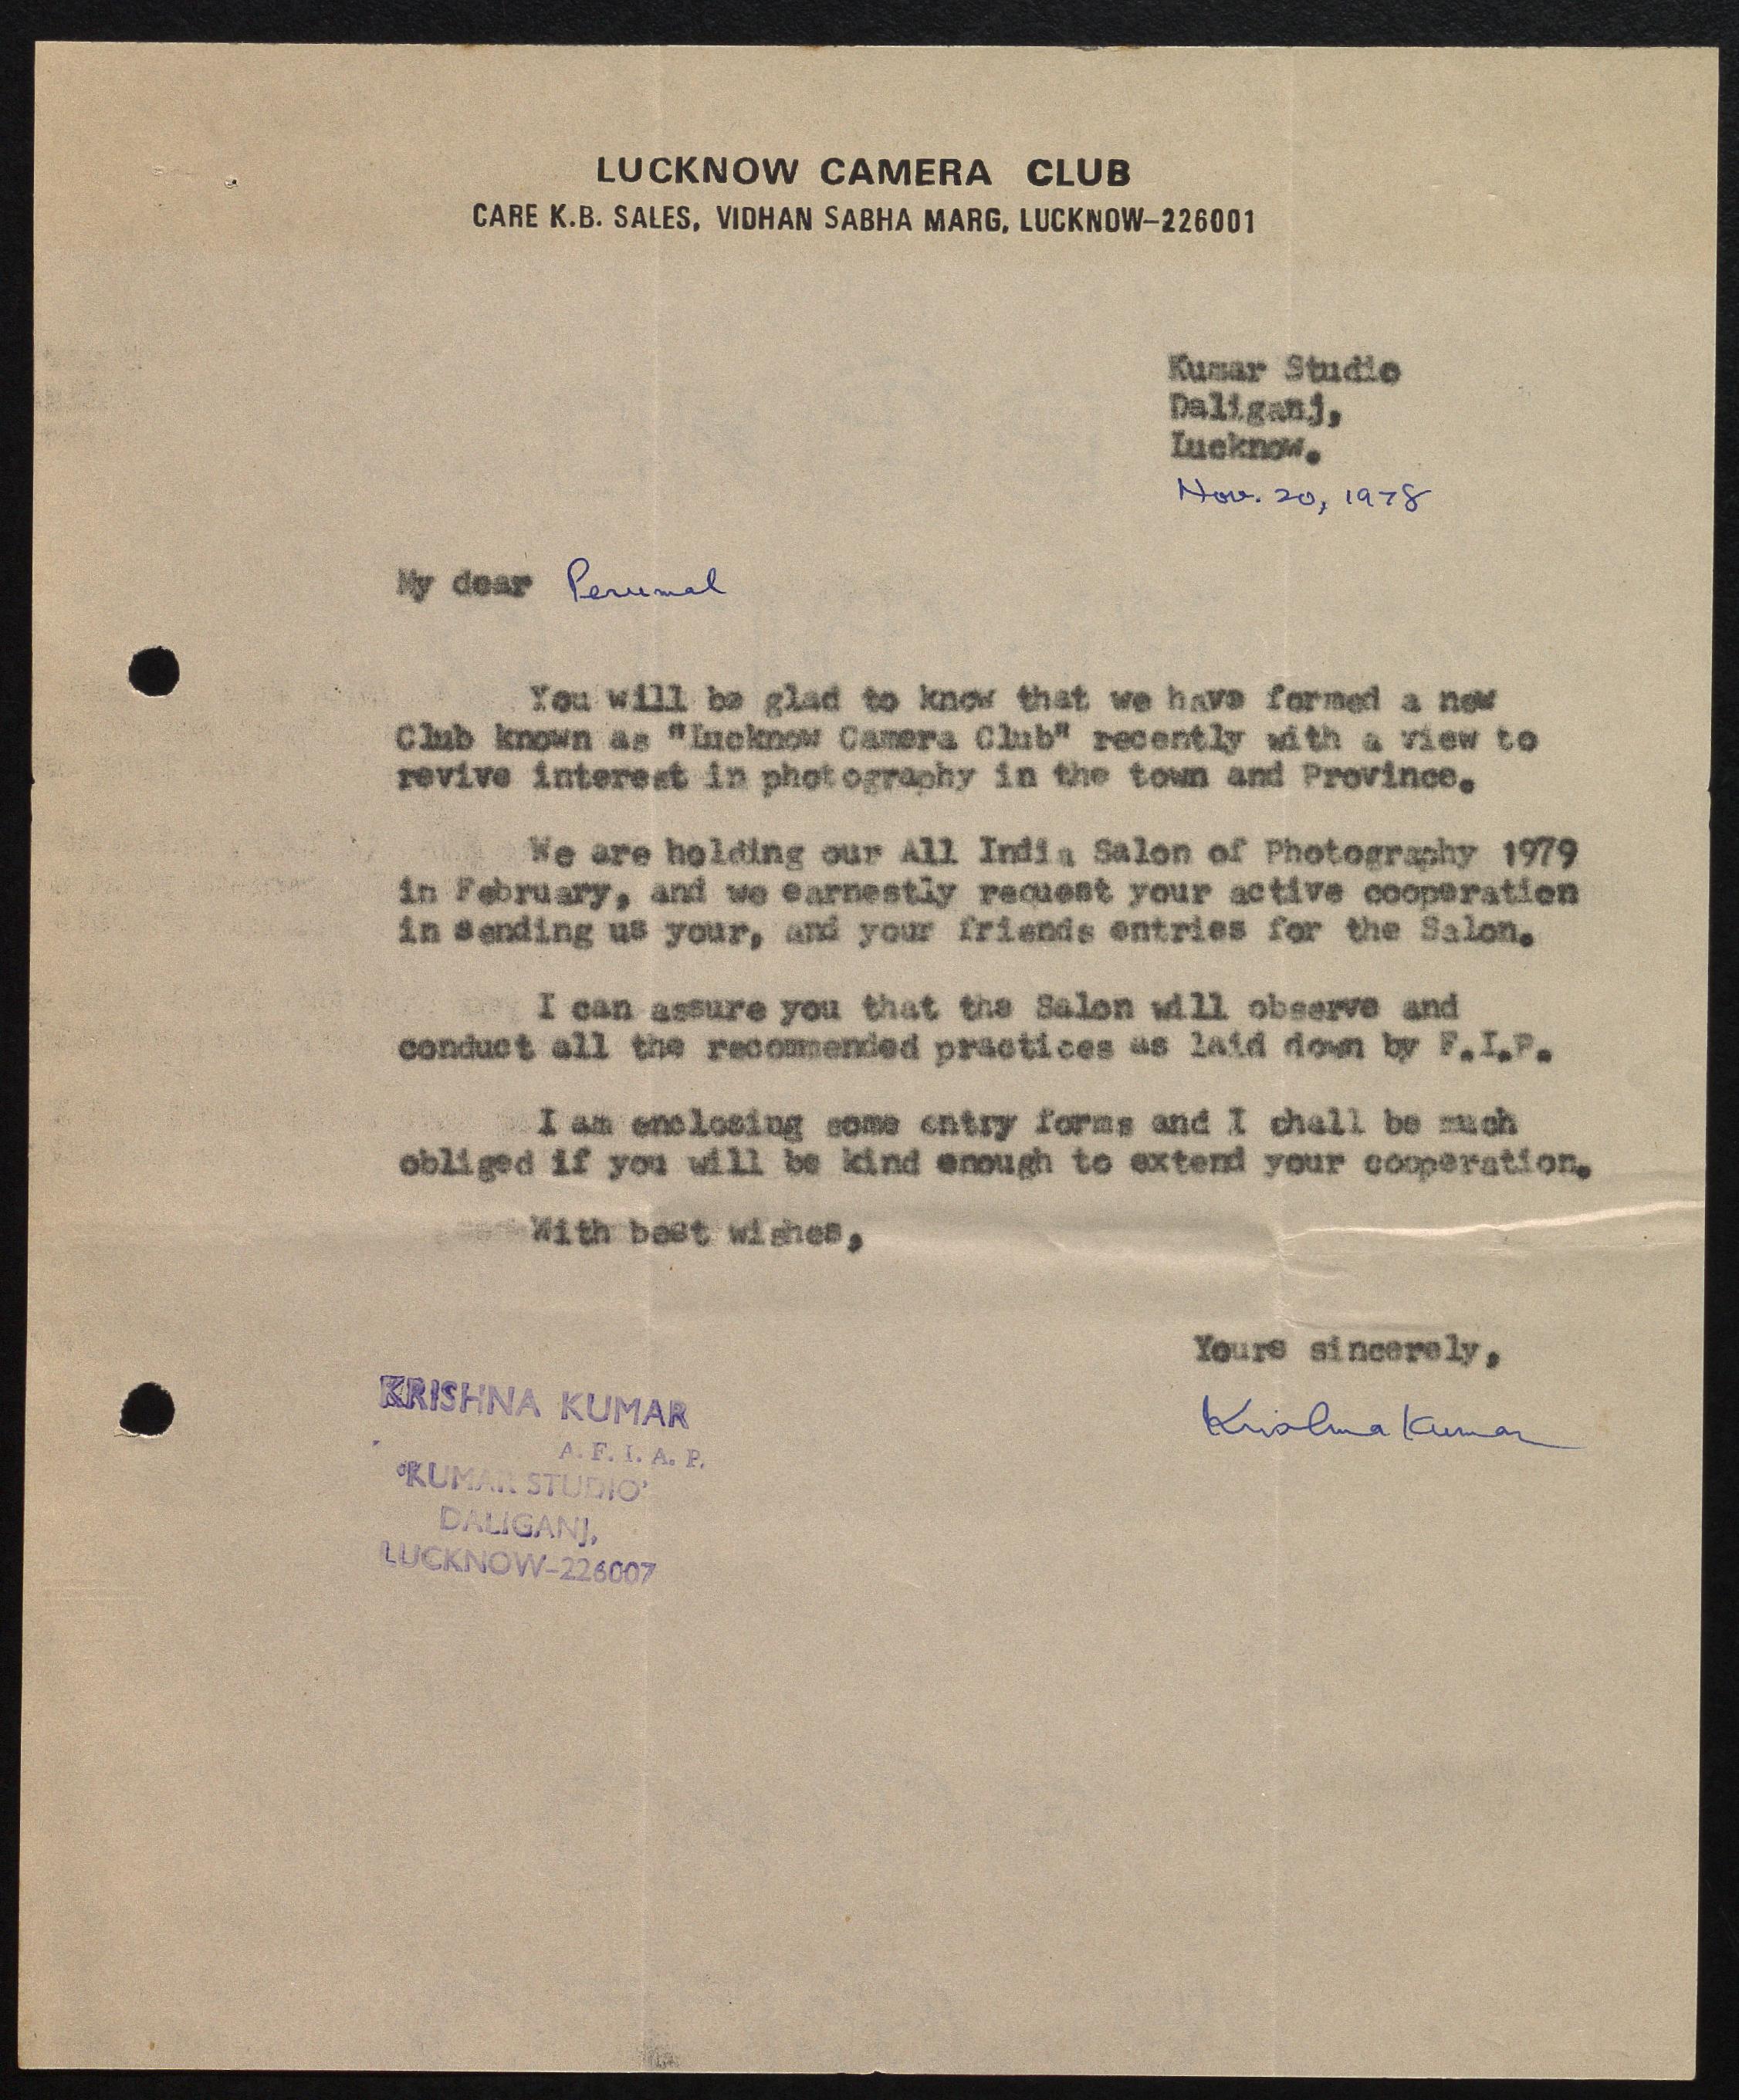 LUCKNOW CAMERA CLUB
CARE K.B. SALES, VIDHAN SABHA MARG, LUCKNOW-226001
Kumar Studio
Daliganj,
Lucknow.
Nov. 20, 1978
My dear Perumal
You will be glad to know that we have formed a new
Club known as "Lucknow Camera Club" recently with a view to
revive interest in photography in the town and Province.
We are holding our All India Salon of Photography 1979
in February, and we earnestly request your active cooperation
in sending us your, and your friends entries for the Salon.
I can assure you that the Salon will observe and
conduct all the recommended practices as laid down by F.I.P.
I am enclosing some entry forms and I shall be much
obliged if you will be kind enough to extend your cooperation.
With best wishes,
Yours sincerely,
Krishna Kumar
KRISHNA KUMAR
A. F. I. A. P.
'KUMAR STUDIO'
DALIGANJ,
LUCKNOW-226007